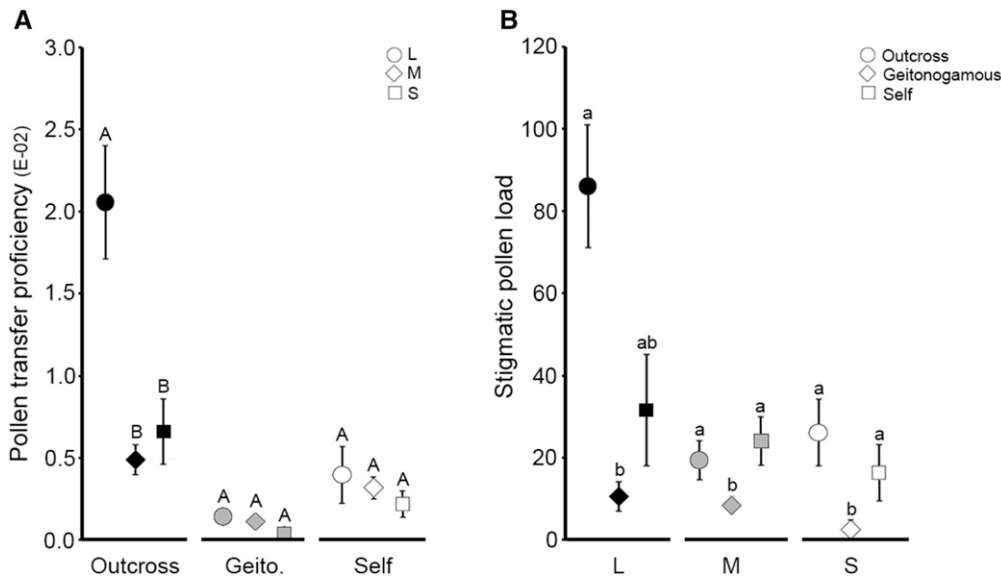 A
Pollen transfer proficiency (E-02)
3.0
2.5
2.0
1.5
1.0
0.5
0.0
L
M
S
A
B
B
A
A
A
A
A
A
Outcross
Geito.
Self
B
Stigmatic pollen load
120
100
80
60
40
20
0
Outcross
Geitonogamous
Self
a
b
ab
a
b
a
a
b
a
L
M
S